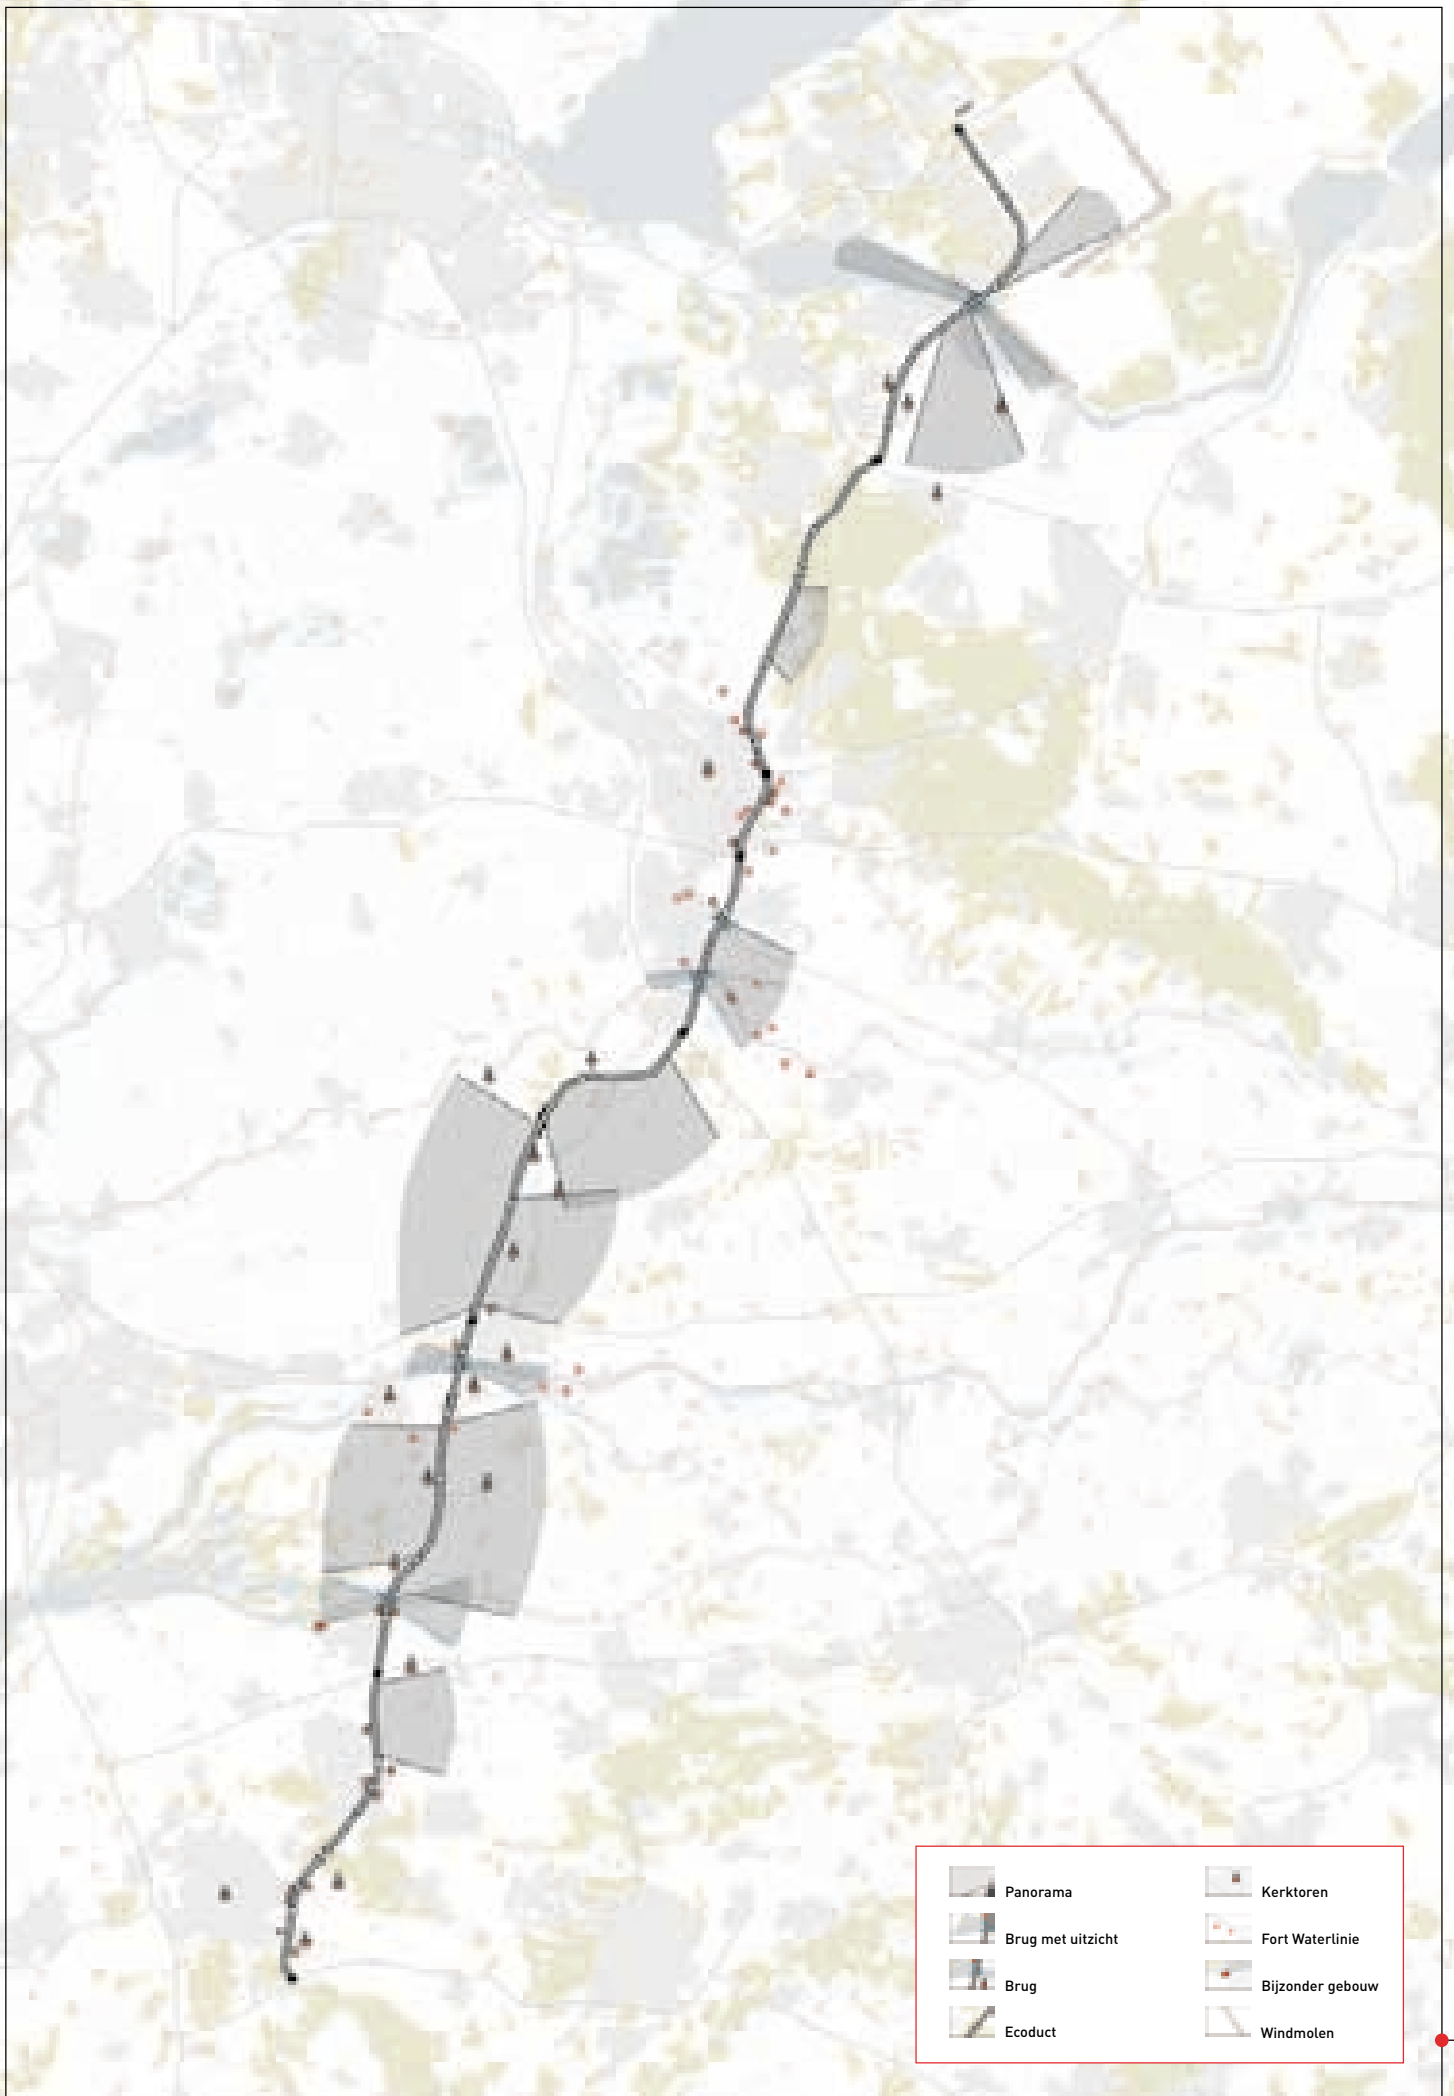 Panorama
Brug met uitzicht
Brug
Ecoduct
Kerktoren
Fort Waterlinie
Bijzonder gebouw
Windmolen